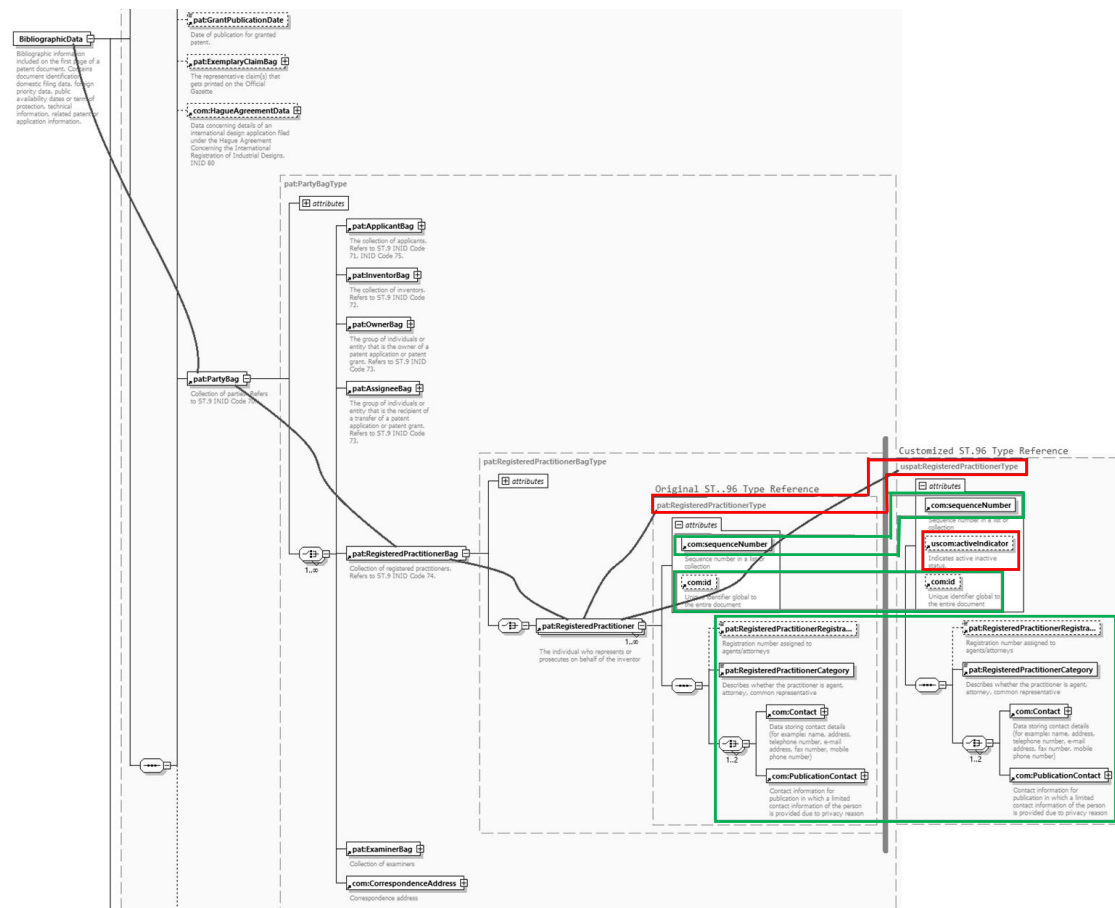 pat:GrantPublicationDate
Date of publication for granted
patent.
BibliographicData
Bibliographic information
included on the first page of a
patent document. Contains
document identification,
domestic filing data, foreign
priority data, public
availability dates or term of
protection, technical
information, related patent or
application information.
pat:ExemplaryClaimBag
The representative claim(s) that
gets printed on the Official
Gazette
com:HagueAgreementData
Data concerning details of an
international design application filed
under the Hague Agreement
Concerning the International
Registration of Industrial Designs.
INID 80
pat:PartyBagType
attributes
pat:ApplicantBag
The collection of applicants.
Refers to ST.9 INID Code
71. INID Code 75.
pat:InventorBag
The collection of inventors.
Refers to ST.9 INID Code
72.
pat:OwnerBag
The group of individuals or
entity that is the owner of a
patent application or patent
grant. Refers to ST.9 INID
Code 73.
pat:PartyBag
Collection of parties. Refers
to ST.9 INID Code 70.
pat:AssigneeBag
The group of individuals or
entity that is the recipient of
a transfer of a patent
application or patent grant.
Refers to ST.9 INID Code
73.
pat:RegisteredPractitionerBagType
attributes
Original ST..96 Type Reference
pat:RegisteredPractitionerType
attributes
com:sequenceNumber
Sequence number in a list or
collection
com:id
Unique identifier global to
the entire document
Customized ST.96 Type Reference
uspat:RegisteredPractitionerType
attributes
com:sequenceNumber
Sequence number in a list of
collection
uscom:activeIndicator
Indicates active inactive
status.
com:id
Unique identifier global to
the entire document
1..∞
pat:RegisteredPractitionerBag
Collection of registered practitioners.
Refers to ST.9 INID Code 74.
pat:RegisteredPractitioner
1..∞
The individual who represents or
prosecutes on behalf of the inventor
pat:RegisteredPractitionerRegistra...
Registration number assigned to
agents/attorneys
pat:RegisteredPractitionerCategory
Describes whether the practitioner is agent,
attorney, common representative
com:Contact
Data storing contact details
(for example: name, address,
telephone number, e-mail
address, fax number, mobile
phone number)
1..2
com:PublicationContact
Contact information for
publication in which a limited
contact information of the person
is provided due to privacy reason
pat:RegisteredPractitionerRegistra...
Registration number assigned to
agents/attorneys
pat:RegisteredPractitionerCategory
Describes whether the practitioner is agent,
attorney, common representative
com:Contact
Data storing contact details
(for example: name, address,
telephone number, e-mail
address, fax number, mobile
phone number)
1..2
com:PublicationContact
Contact information for
publication in which a limited
contact information of the person
is provided due to privacy reason
pat:ExaminerBag
Collection of examiners
com:CorrespondenceAddress
Correspondence address